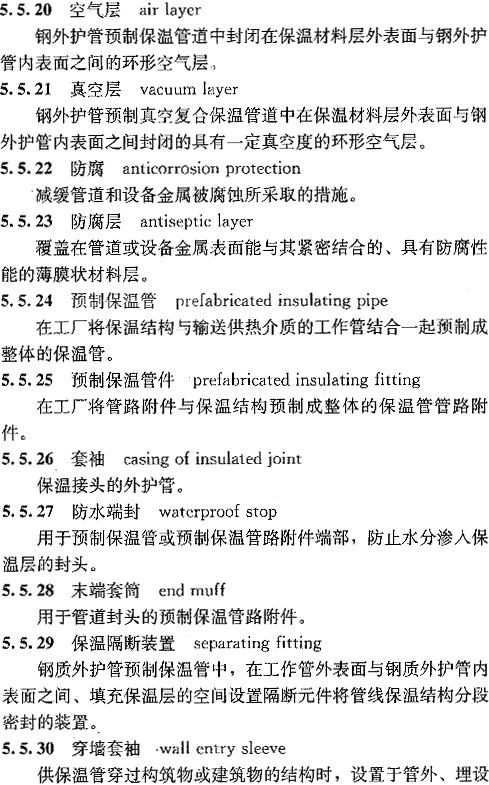 5.5.20 空气层 air layer
钢外护管预制保温管道中封闭在保温材料层外表面与钢外护
管内表面之间的环形空气层。
5.5.21 真空层 vacuum layer
钢外护管预制真空复合保温管道中在保温材料层外表面与钢
外护管内表面之间封闭的具有一定真空度的环形空气层。
5.5.22 防腐 anticorrosion protection
减缓管道和设备金属被腐蚀所采取的措施。
5.5.23 防腐层 antiseptic layer
覆盖在管道或设备金属表面能与其紧密结合的、具有防腐性
能的薄膜状材料层。
5.5.24 预制保温管 prefabricated insulating pipe
在工厂将保温结构与输送供热介质的工作管结合一起预制成
整体的保温管。
5.5.25 预制保温管件 prefabricated insulating fitting
在工厂将管路附件与保温结构预制成整体的保温管管路附
件。
5.5.26 套袖 casing of insulated joint
保温接头的外护管。
5.5.27 防水端封 waterproof stop
用于预制保温管或预制保温管路附件端部，防止水分渗入保
温层的封头。
5.5.28 末端套筒 end muff
用于管道封头的预制保温管路附件。
5.5.29 保温隔断装置 separating fitting
钢质外护管预制保温管中，在工作管外表面与钢质外护管内
表面之间、填充保温层的空间设置隔断元件将管线保温结构分段
密封的装置。
5.5.30 穿墙套袖 wall entry sleeve
供保温管穿过构筑物或建筑物的结构时，设置于管外、埋设